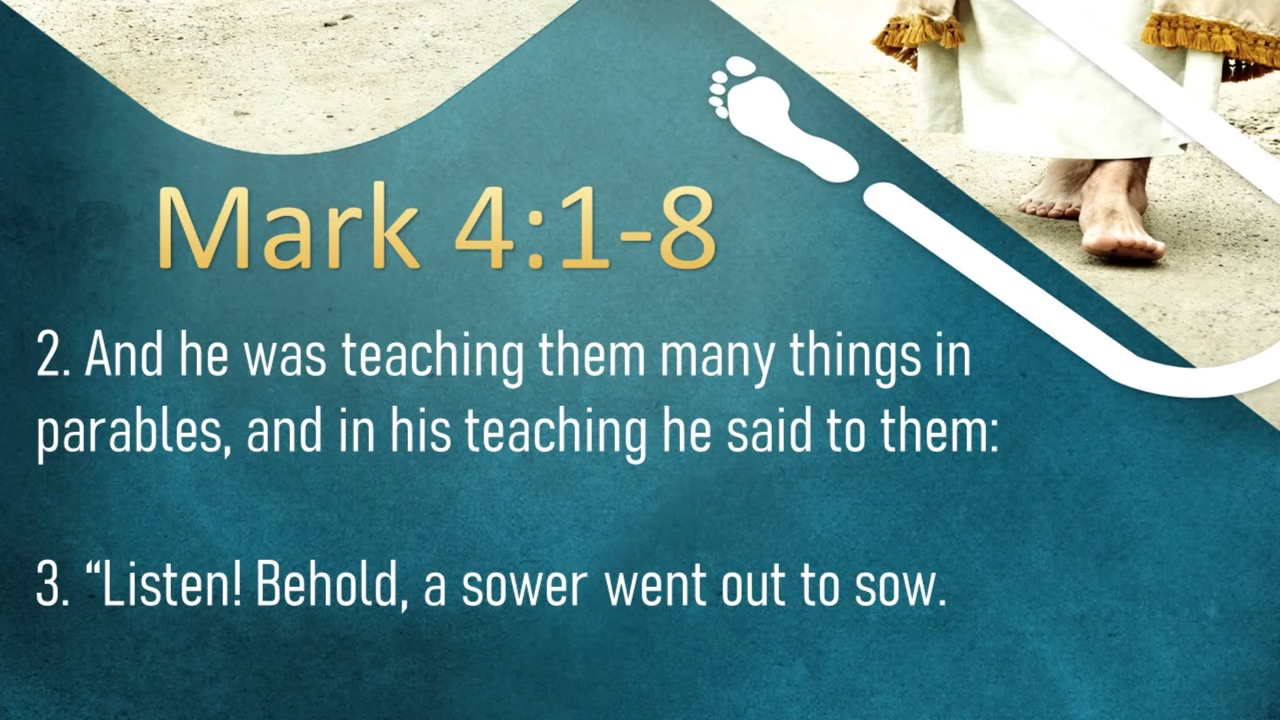 Mark 4:1-8
2. And he was teaching them many things in
parables, and in his teaching he said to them:
3. “Listen! Behold, a sower went out to sow.